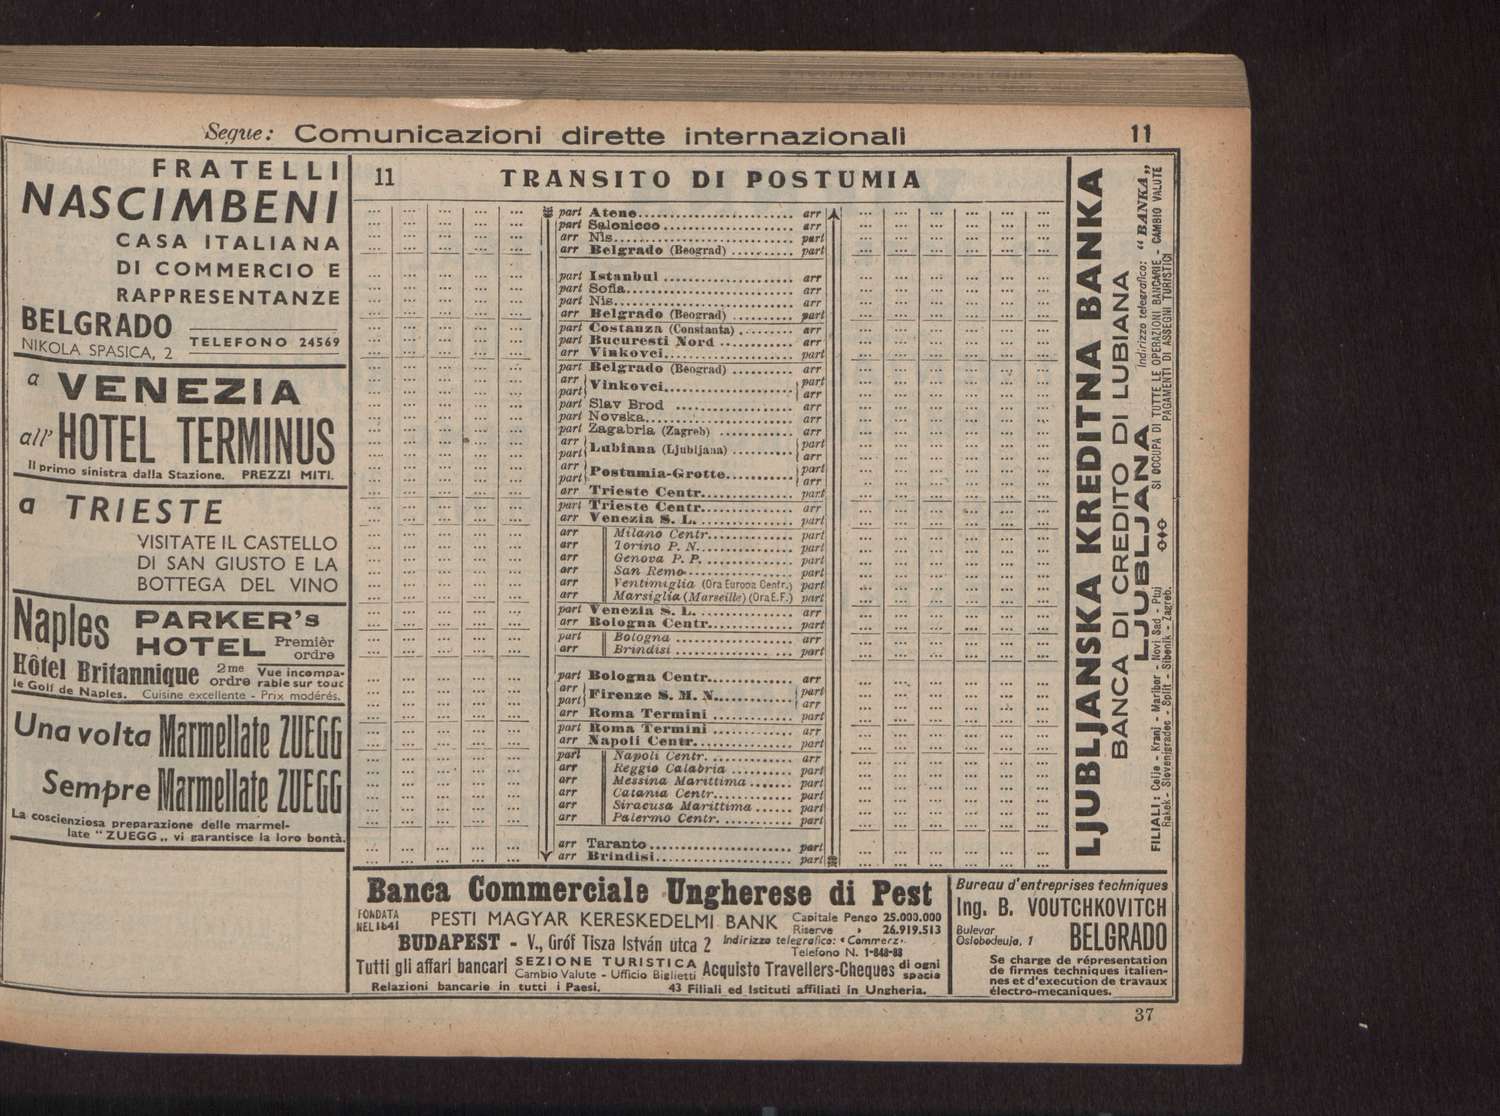 Segue: Comunicazioni dirette internazionali 11
FRATELLI
NASCIMBENI
CASA ITALIANA
DI COMMERCIO E
RAPPRESENTANZE
BELGRADO
NIKOLA SPASICA, 2
TELEFONO 24569
a VENEZIA
all' HOTEL TERMINUS
Il primo sinistra dalla Stazione. PREZZI MITI.
a TRIESTE
VISITATE IL CASTELLO
DI SAN GIUSTO E LA
BOTTEGA DEL VINO
Naples PARKER's
HOTEL Premièr
ordre
Hôtel Britannique 2me
ordre Vue incompa-
rable sur tout
le Golf de Naples. Cuisine excellente - Prix modérés.
Una volta Marmellate ZUEGG
Sempre Marmellate ZUEGG
La coscienziosa preparazione delle marmel-
late "ZUEGG„ vi garantisce la loro bontà.
11 TRANSITO DI POSTUMIA
part Atene arr
part Salonicco arr
arr Nis part
arr Belgrado (Beograd) part
part Istanbul arr
part Sofia arr
part Nis arr
arr Belgrado (Beograd) part
part Costanza (Constanta) arr
part Bucuresti Nord arr
arr Vinkovci part
part Belgrado (Beograd) arr
arr Vinkovci part
part arr
part Slav Brod arr
part Novska arr
part Zagabria (Zagreb) arr
arr Lubiana (Ljubljana) part
part arr
arr Postumia-Grotte part
part arr
arr Trieste Centr. part
part Trieste Centr. arr
arr Venezia S. L. part
arr Milano Centr. part
arr Torino P. N. part
arr Genova P. P. part
arr San Remo part
arr Ventimiglia (Ora Europa Centr.) part
arr Marsiglia (Marseille) (Ora E.F.) part
part Venezia S. L. arr
arr Bologna Centr. part
part Bologna arr
arr Brindisi part
part Bologna Centr. arr
arr Firenze S. M. N. part
part arr
arr Roma Termini part
part Roma Termini arr
arr Napoli Centr. part
part Napoli Centr. arr
arr Reggio Calabria part
arr Messina Marittima part
arr Catania Centr. part
arr Siracusa Marittima part
arr Palermo Centr. part
arr Taranto part
arr Brindisi part
LJUBLJANSKA KREDITNA BANKA
BANCA DI CREDITO DI LUBIANA
LJUBLJANA Indirizzo telegrafico: "BANKA„
SI OCCUPA DI TUTTE LE OPERAZIONI BANCARIE - CAMBIO VALUTE
PAGAMENTI DI ASSEGNI TURISTICI
FILIALI: Celje - Kranj - Maribor - Novi Sad - Ptuj
Rakek - Slovenjgradec - Split - Sibenik - Zagreb.
Banca Commerciale Ungherese di Pest
FONDATA
NEL 1841
PESTI MAGYAR KERESKEDELMI BANK
Capitale Pengo 25.000.000
Riserve » 26.919.513
BUDAPEST - V., Gróf Tisza István utca 2
Indirizzo telegrafico: «Commerz».
Telefono N. 1-848-83
Tutti gli affari bancari SEZIONE TURISTICA
Cambio Valute - Ufficio Biglietti
Acquisto Travellers-Cheques di ogni
spacie
Relazioni bancarie in tutti i Paesi. 43 Filiali ed Istituti affiliati in Ungheria.
Bureau d'entreprises techniques
Ing. B. VOUTCHKOVITCH
Bulevar
Oslobodeuja, 1
BELGRADO
Se charge de répresentation
de firmes techniques italien-
nes et d'execution de travaux
électro-mecaniques.
37